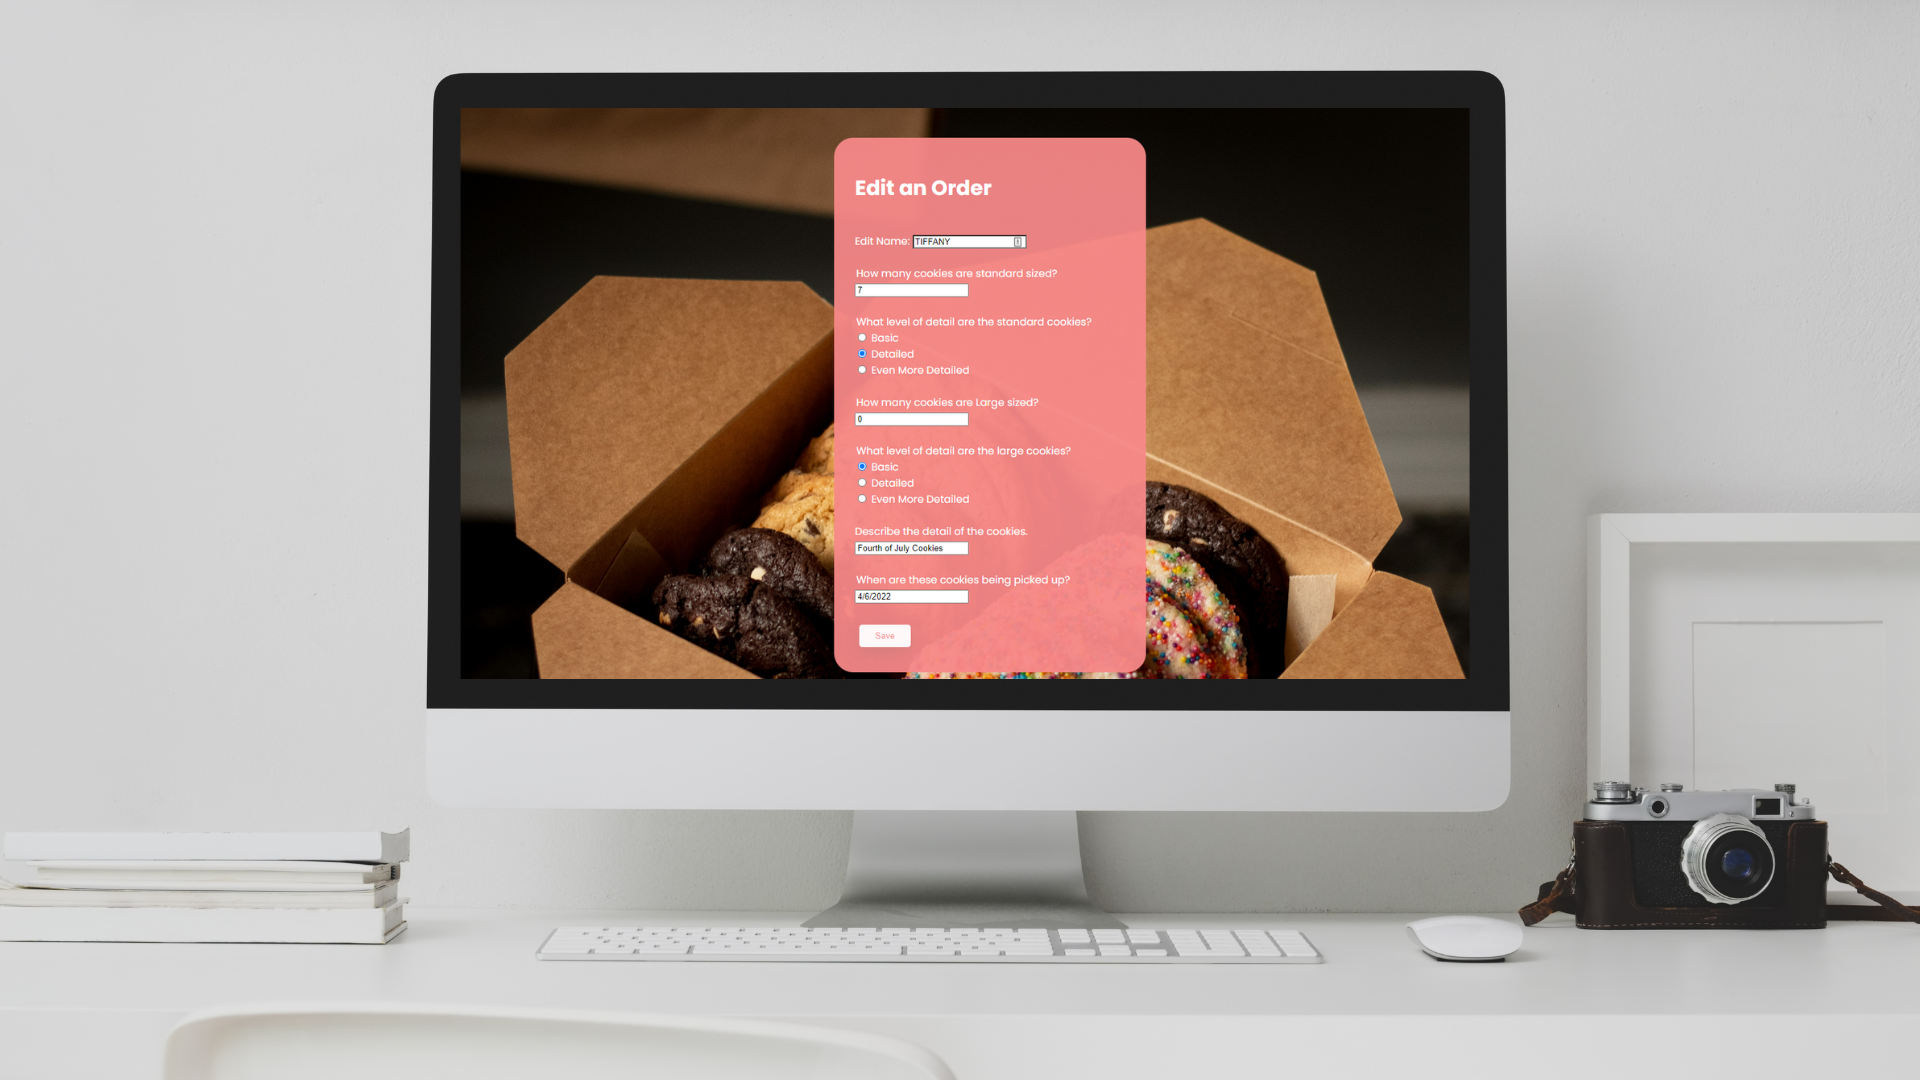 Edit an Order
Edit Name: TIFFANY
How many cookies are standard sized?
7
What level of detail are the standard cookies?
Basic
Detailed
Even More Detailed
How many cookies are Large sized?
0
What level of detail are the large cookies?
Basic
Detailed
Even More Detailed
Describe the detail of the cookies.
Fourth of July Cookies
When are these cookies being picked up?
4/6/2022
Save